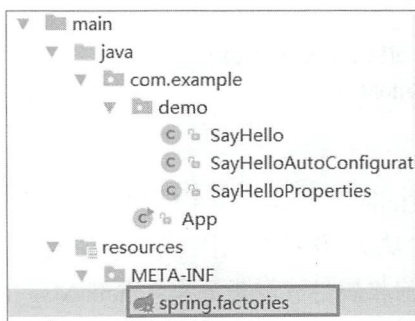 main
java
com.example
demo
SayHello
SayHelloAutoConfigurat
SayHelloProperties
App
resources
META-INF
spring.factories